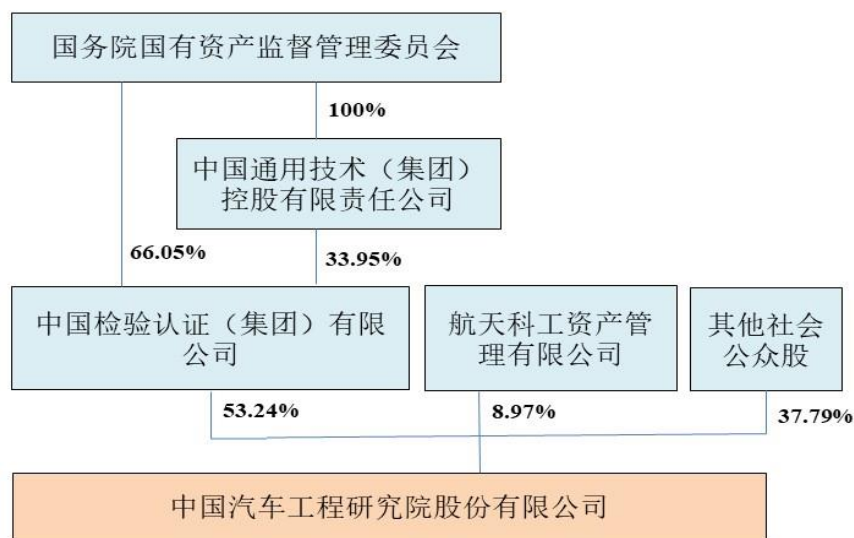 国务院国有资产监督管理委员会
100%
中国通用技术（集团）
控股有限责任公司
66.05%
33.95%
中国检验认证（集团）有限
公司
航天科工资产管
理有限公司
其他社会
公众股
53.24%
8.97%
37.79%
中国汽车工程研究院股份有限公司